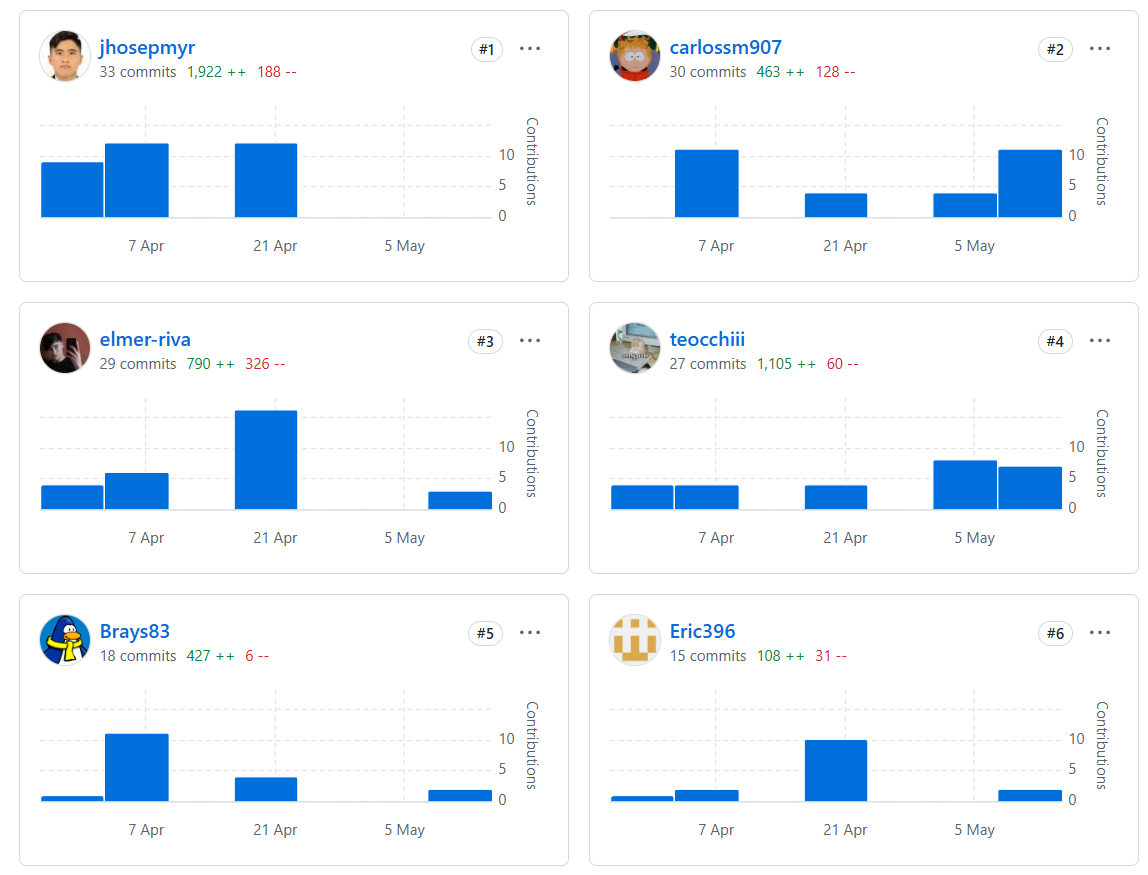 jhosepmyr
#1
33 commits 1,922 ++ 188 --
Contributions
10
5
0
7 Apr 21 Apr 5 May
carlossm907
#2
30 commits 463 ++ 128 --
Contributions
10
5
0
7 Apr 21 Apr 5 May
elmer-riva
#3
29 commits 790 ++ 326 --
Contributions
10
5
0
7 Apr 21 Apr 5 May
teocchiii
#4
27 commits 1,105 ++ 60 --
Contributions
10
5
0
7 Apr 21 Apr 5 May
Brays83
#5
18 commits 427 ++ 6 --
Contributions
10
5
0
7 Apr 21 Apr 5 May
Eric396
#6
15 commits 108 ++ 31 --
Contributions
10
5
0
7 Apr 21 Apr 5 May